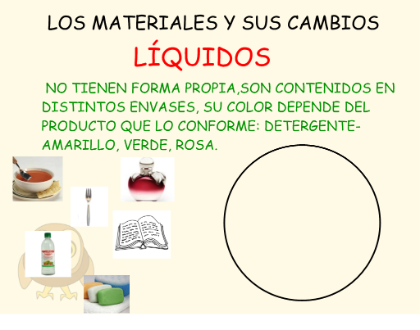 LOS MATERIALES Y SUS CAMBIOS
LÍQUIDOS
NO TIENEN FORMA PROPIA,SON CONTENIDOS EN
DISTINTOS ENVASES, SU COLOR DEPENDE DEL
PRODUCTO QUE LO CONFORME: DETERGENTE-
AMARILLO, VERDE, ROSA.